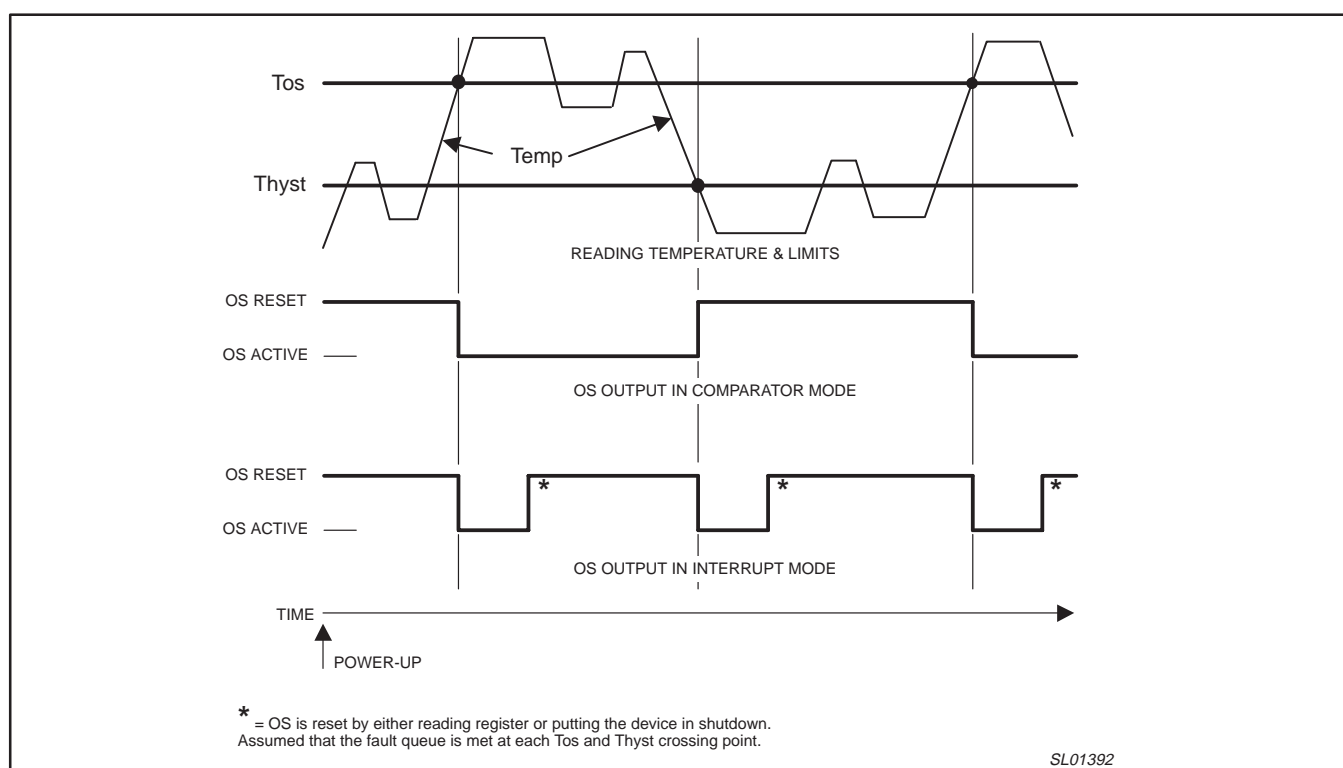 Tos
Temp
Thyst
READING TEMPERATURE & LIMITS
OS RESET
OS ACTIVE
OS OUTPUT IN COMPARATOR MODE
OS RESET
*
*
*
OS ACTIVE
OS OUTPUT IN INTERRUPT MODE
TIME
POWER-UP
* = OS is reset by either reading register or putting the device in shutdown.
Assumed that the fault queue is met at each Tos and Thyst crossing point.
SL01392